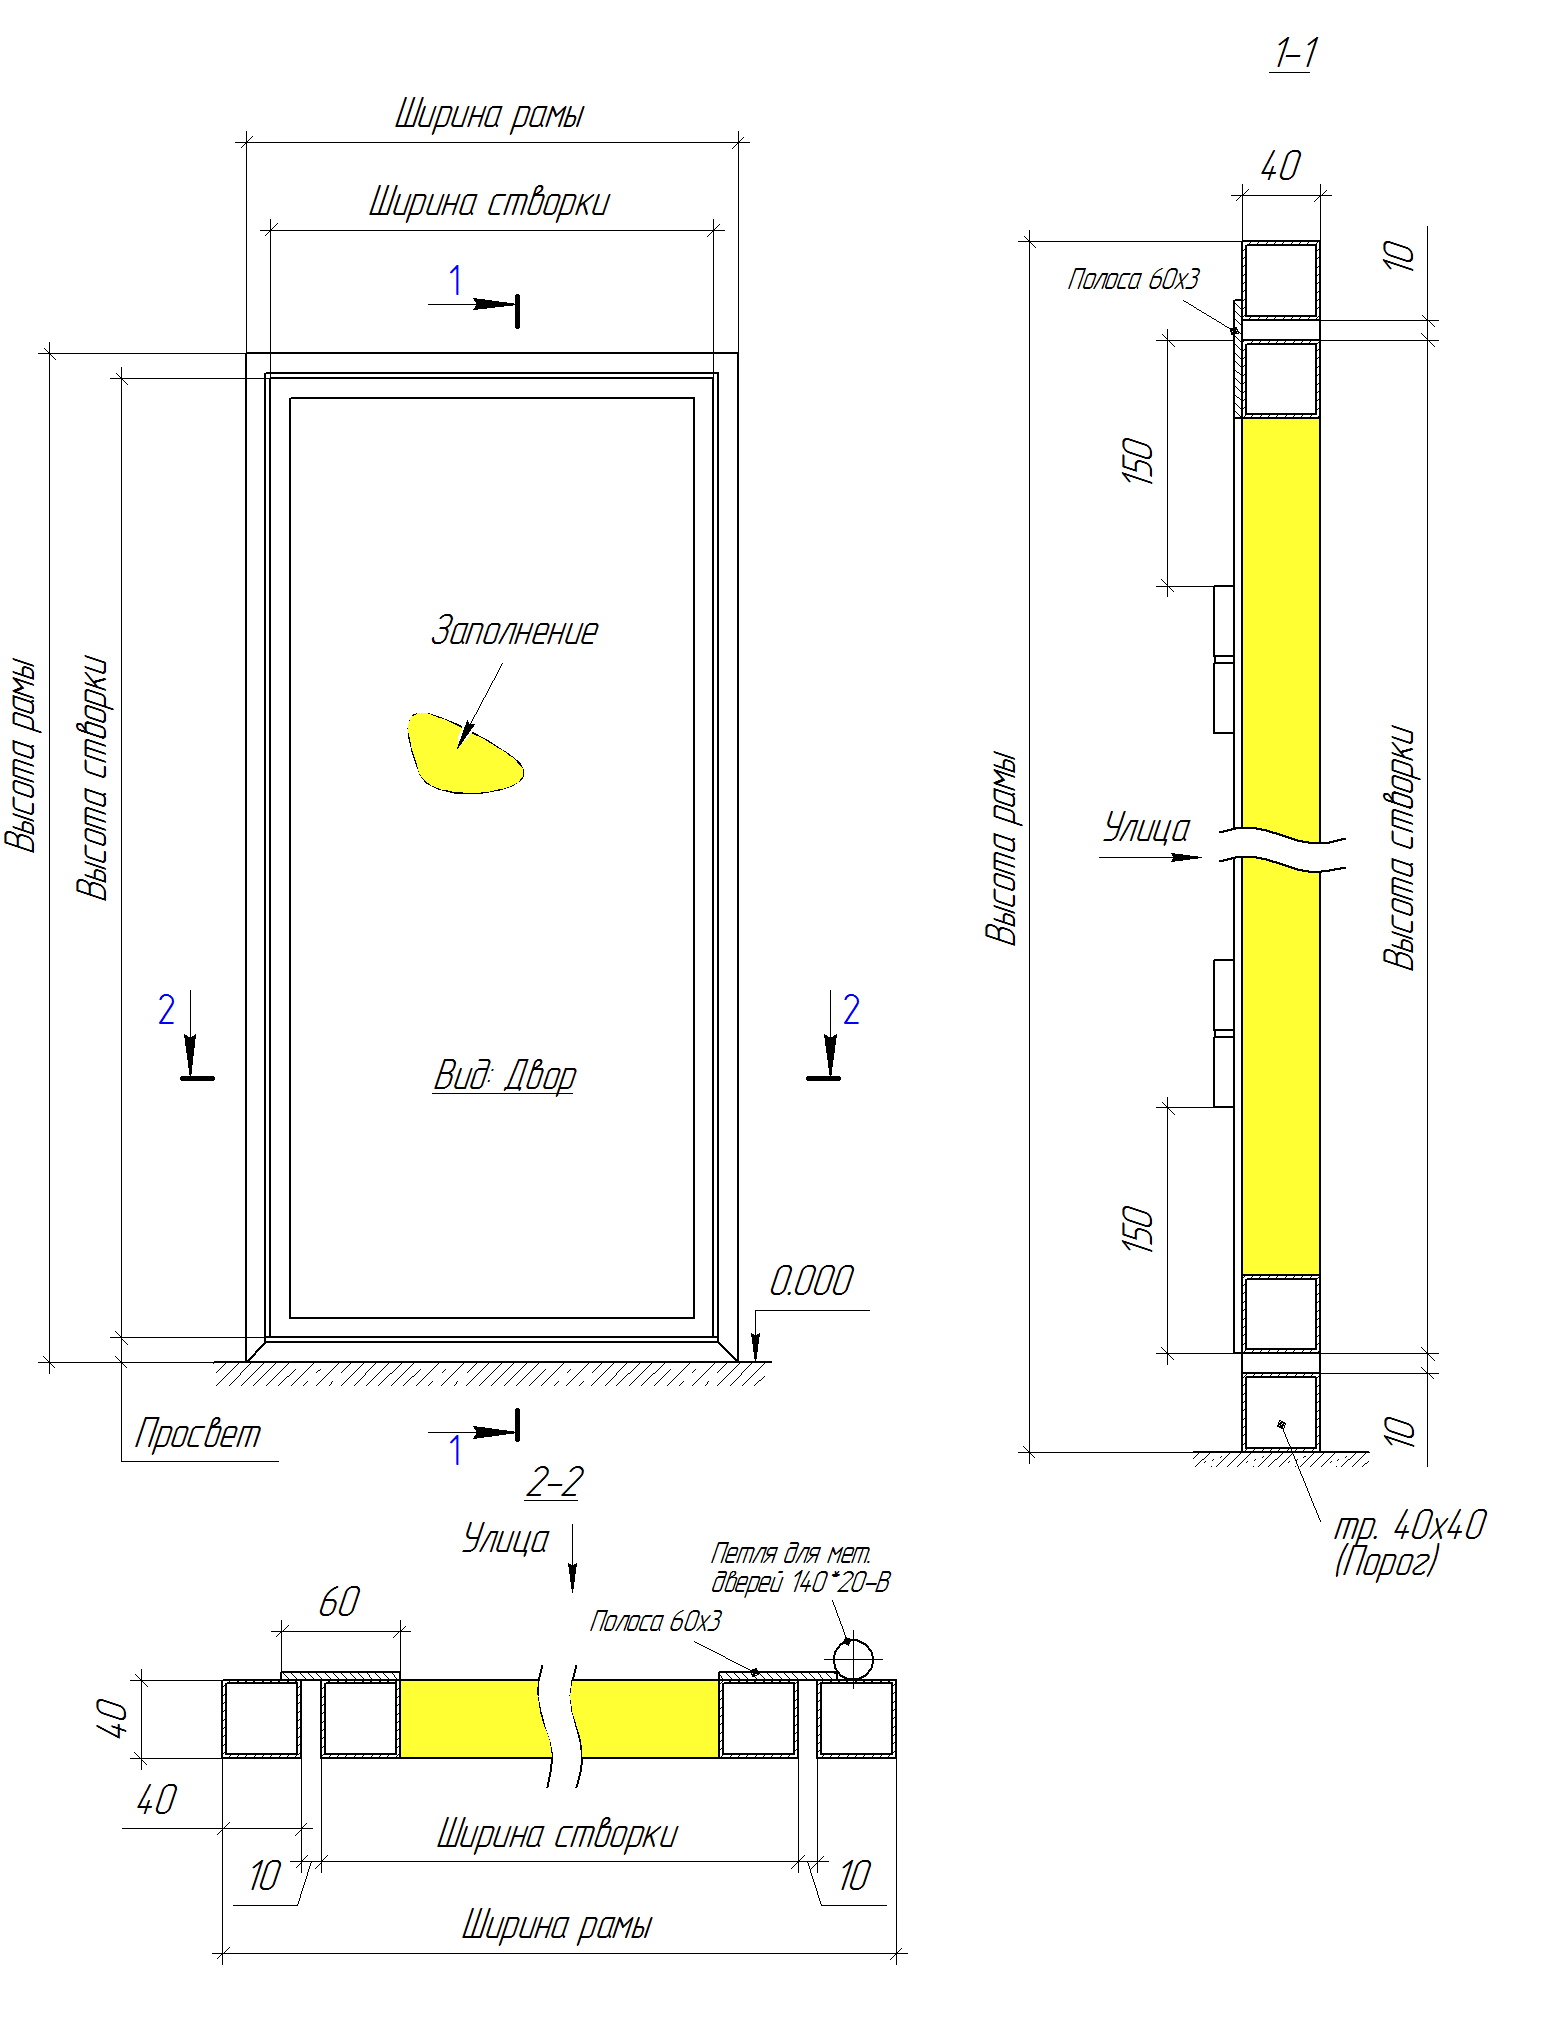 1-1
Ширина рамы
40
Ширина створки
10
1
Полоса 60х3
150
Заполнение
Высота рамы
Высота створки
Высота рамы
Улица
Высота створки
2
2
Вид: Двор
150
0.000
Просвет
1
10
2-2
Улица
тр. 40х40
(Порог)
Петля для мет.
дверей 140*20-В
60
Полоса 60х3
40
40
Ширина створки
10
10
Ширина рамы